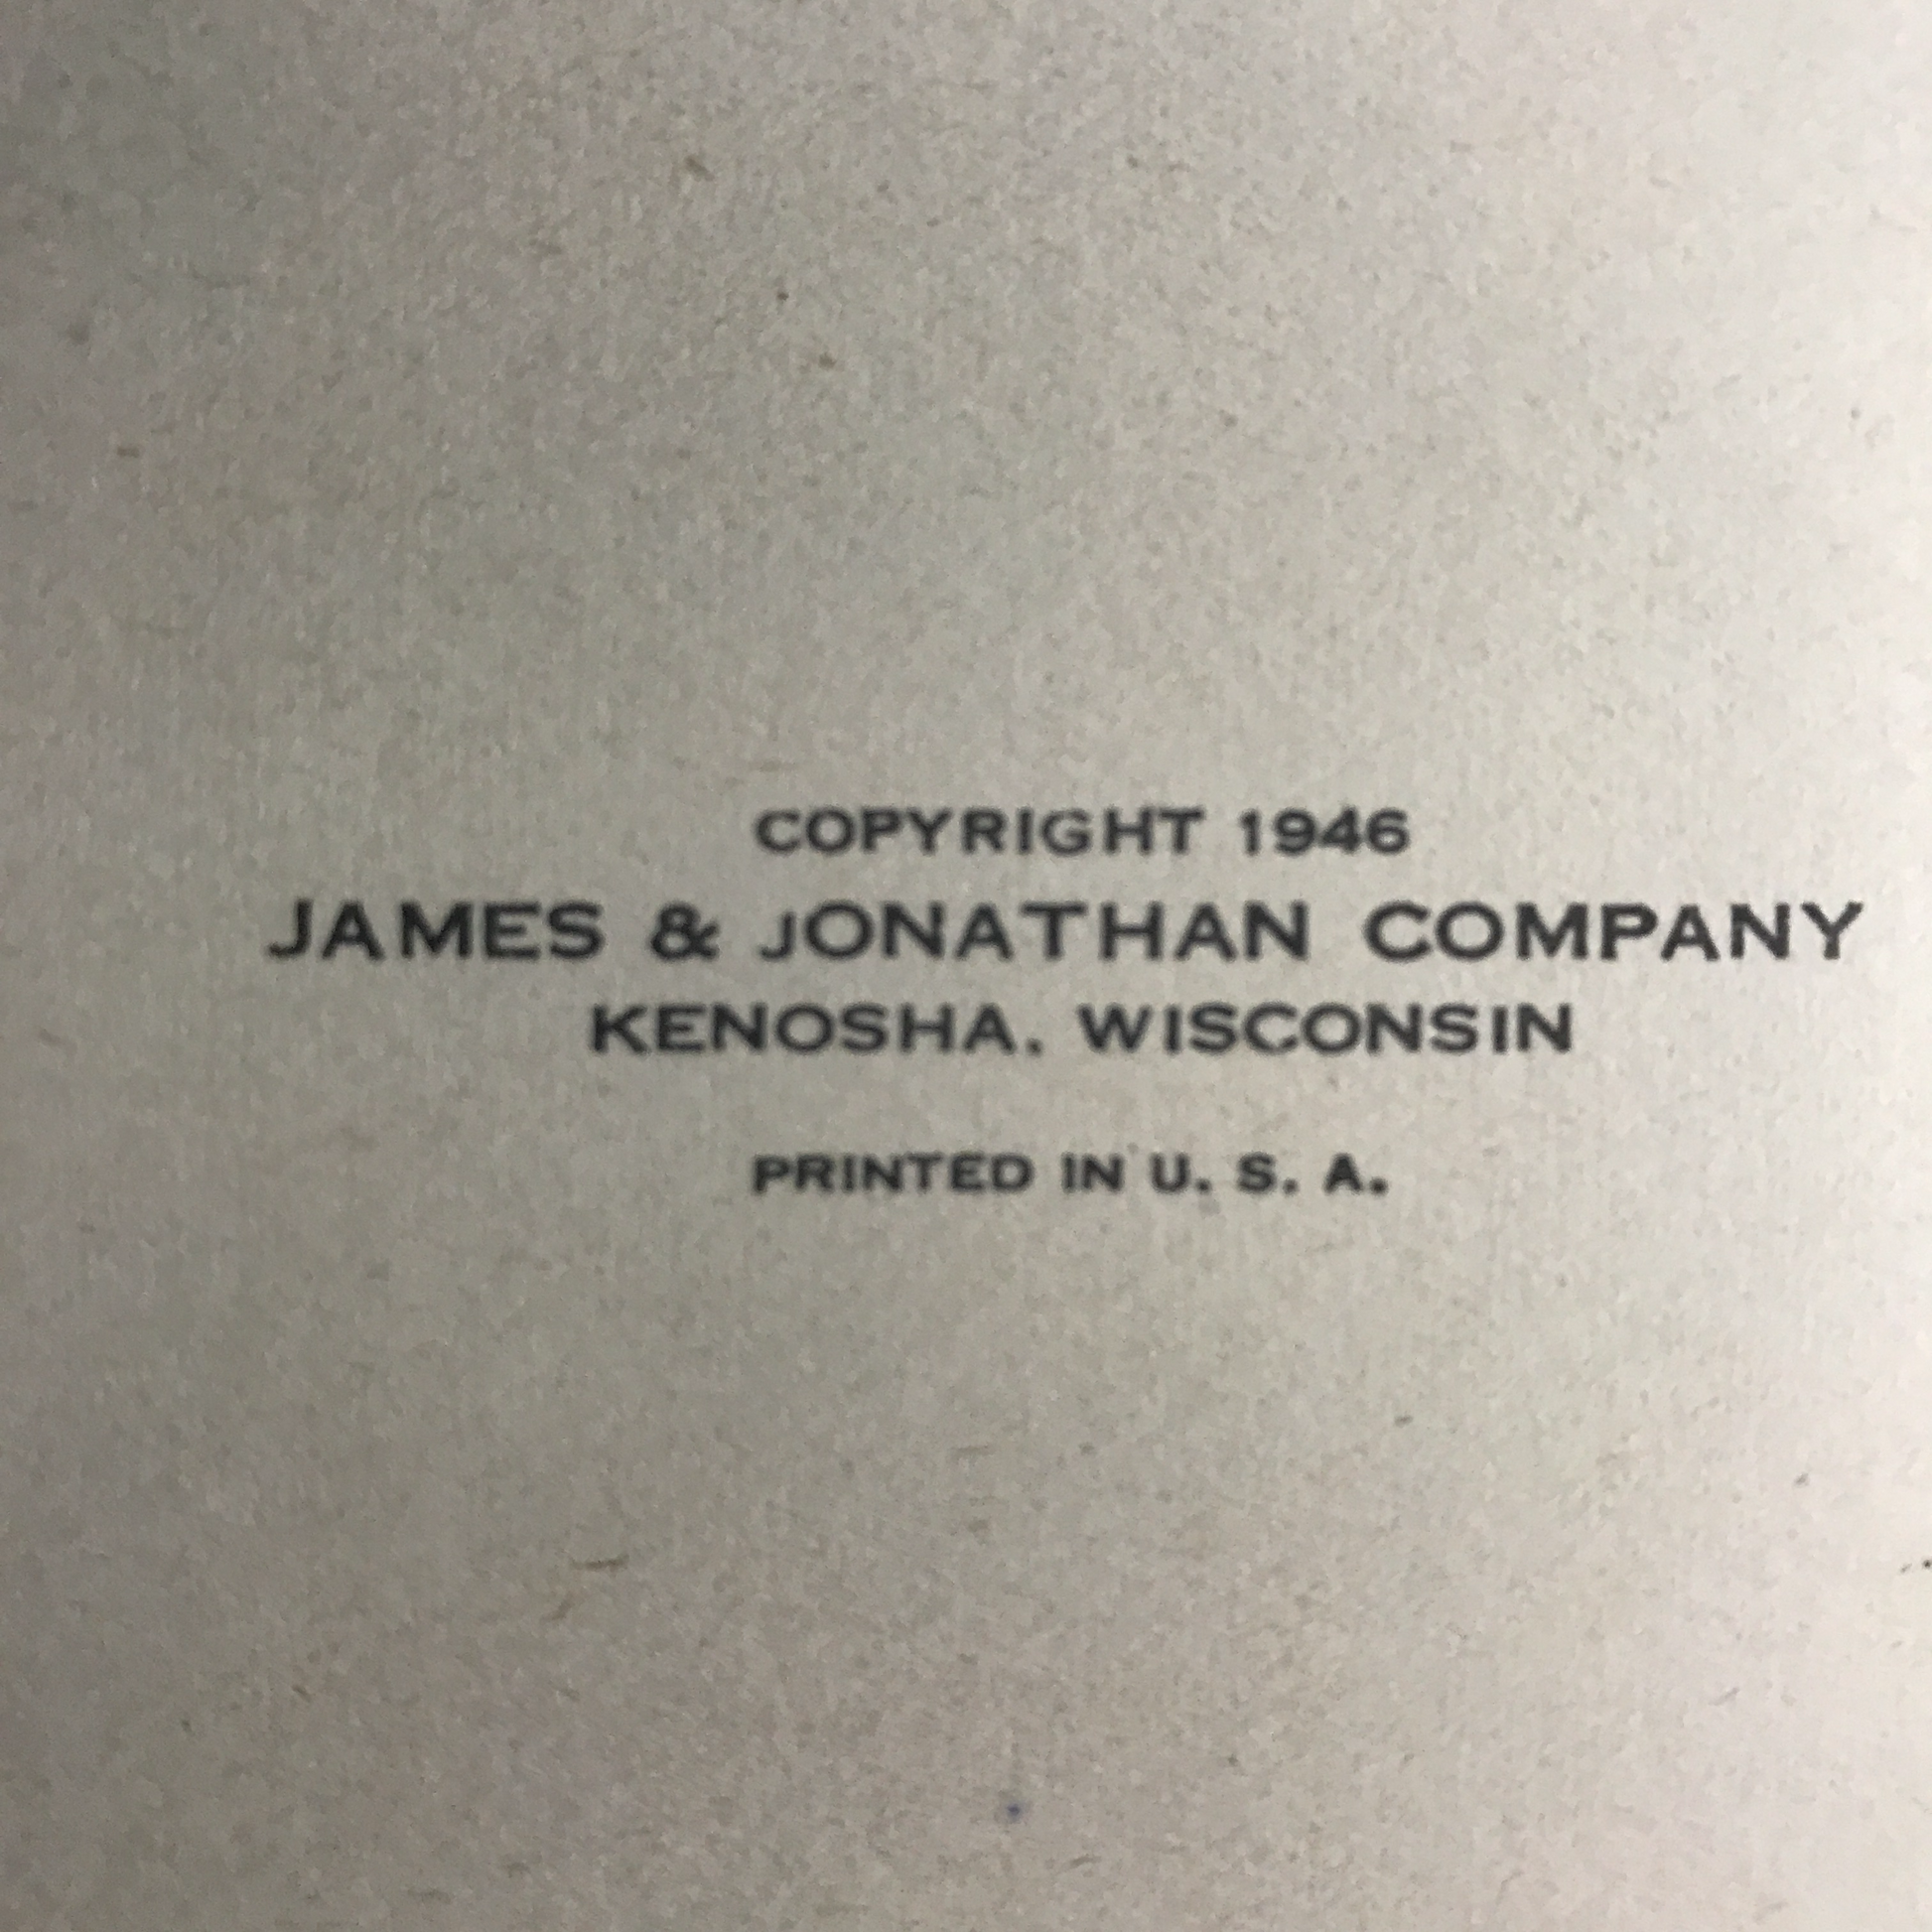 COPYRIGHT 1946
JAMES & JONATHAN COMPANY
KENOSHA, WISCONSIN
PRINTED IN U. S. A.